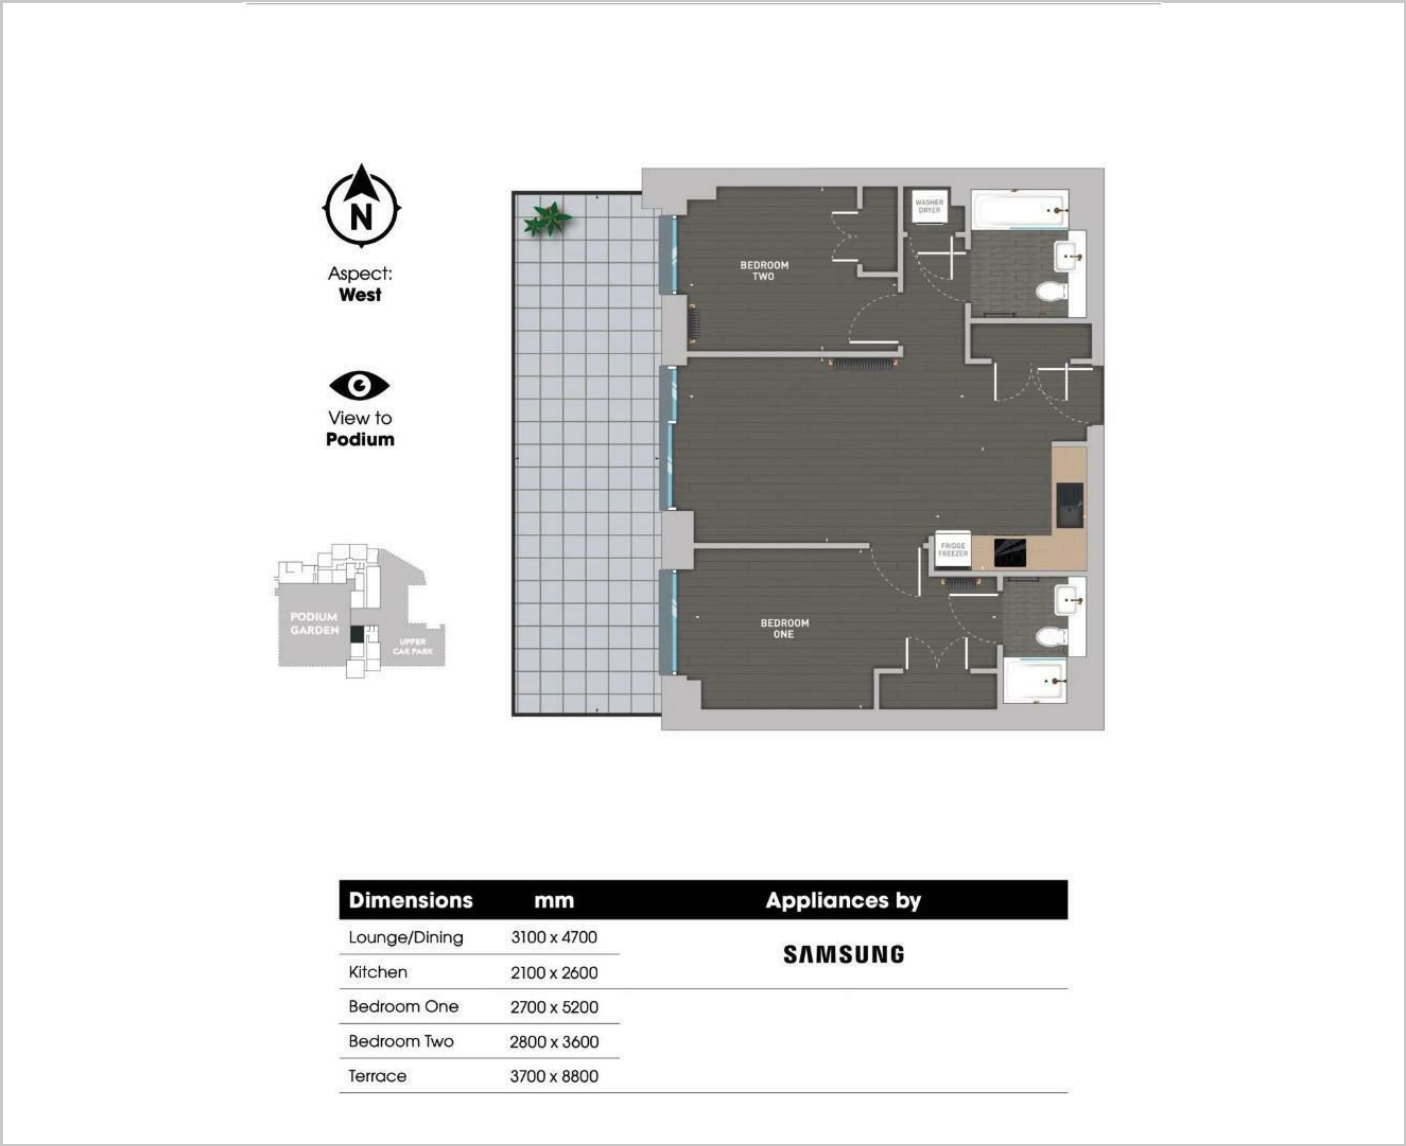 N
Aspect:
West
View to
Podium
PODIUM
GARDEN
UPPER
CAR PARK
BEDROOM
TWO
WASHER
DRYER
FRIDGE
FREEZER
BEDROOM
ONE
Dimensions mm Appliances by
Lounge/Dining 3100 x 4700
SAMSUNG
Kitchen 2100 x 2600
Bedroom One 2700 x 5200
Bedroom Two 2800 x 3600
Terrace 3700 x 8800